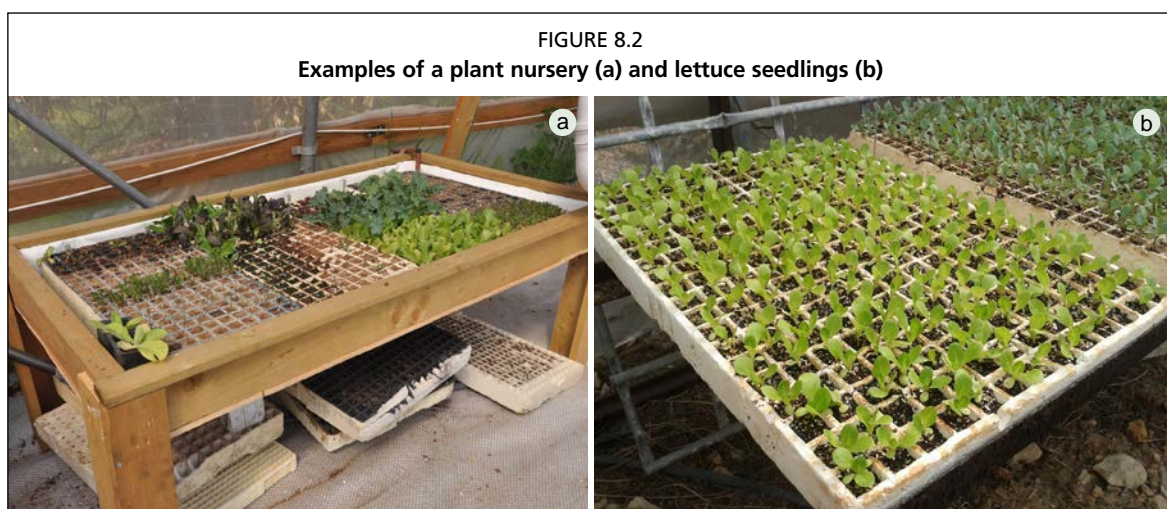 FIGURE 8.2
Examples of a plant nursery (a) and lettuce seedlings (b)
a
b